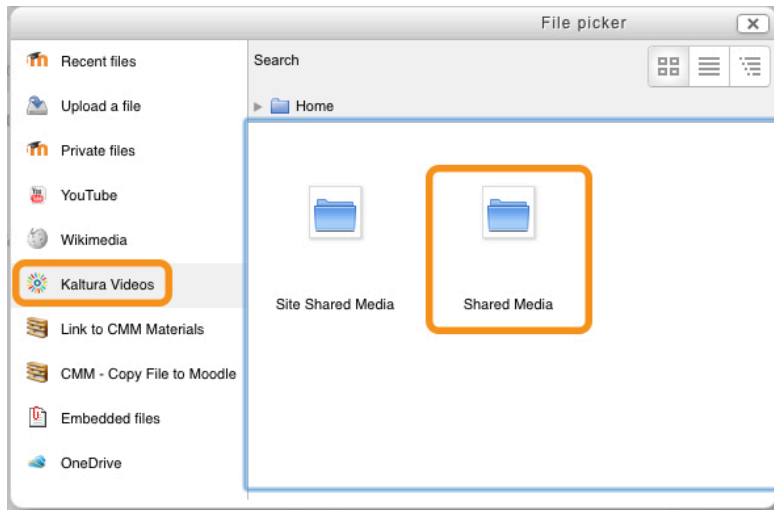 File picker
Recent files
Upload a file
Private files
YouTube
Wikimedia
Kaltura Videos
Link to CMM Materials
CMM - Copy File to Moodle
Embedded files
OneDrive
Search
Home
Site Shared Media
Shared Media